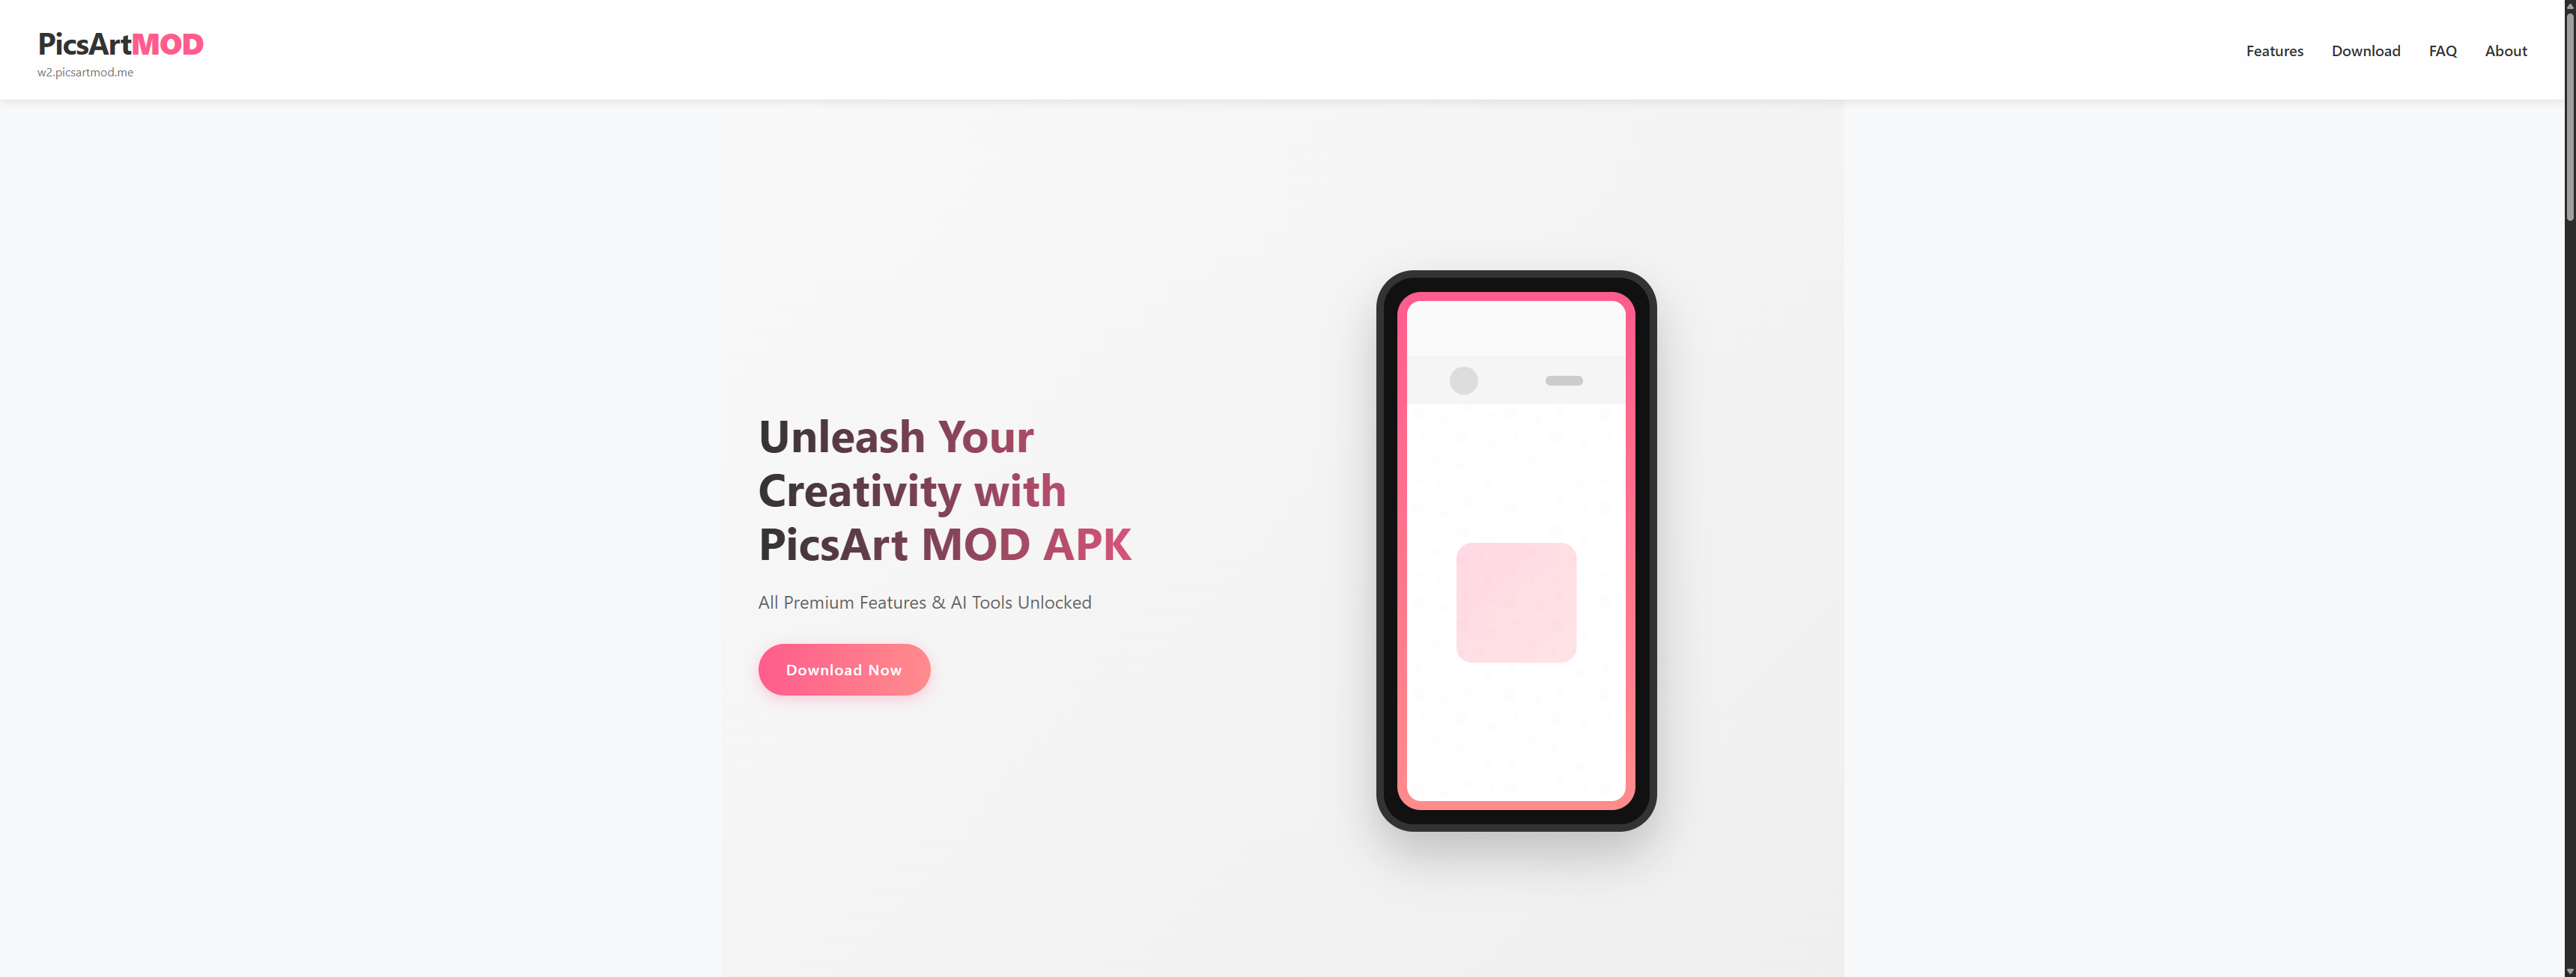 PicsArtMOD
w2.picsartmod.me
Features
Download
FAQ
About
Unleash Your
Creativity with
PicsArt MOD APK
All Premium Features & AI Tools Unlocked
Download Now